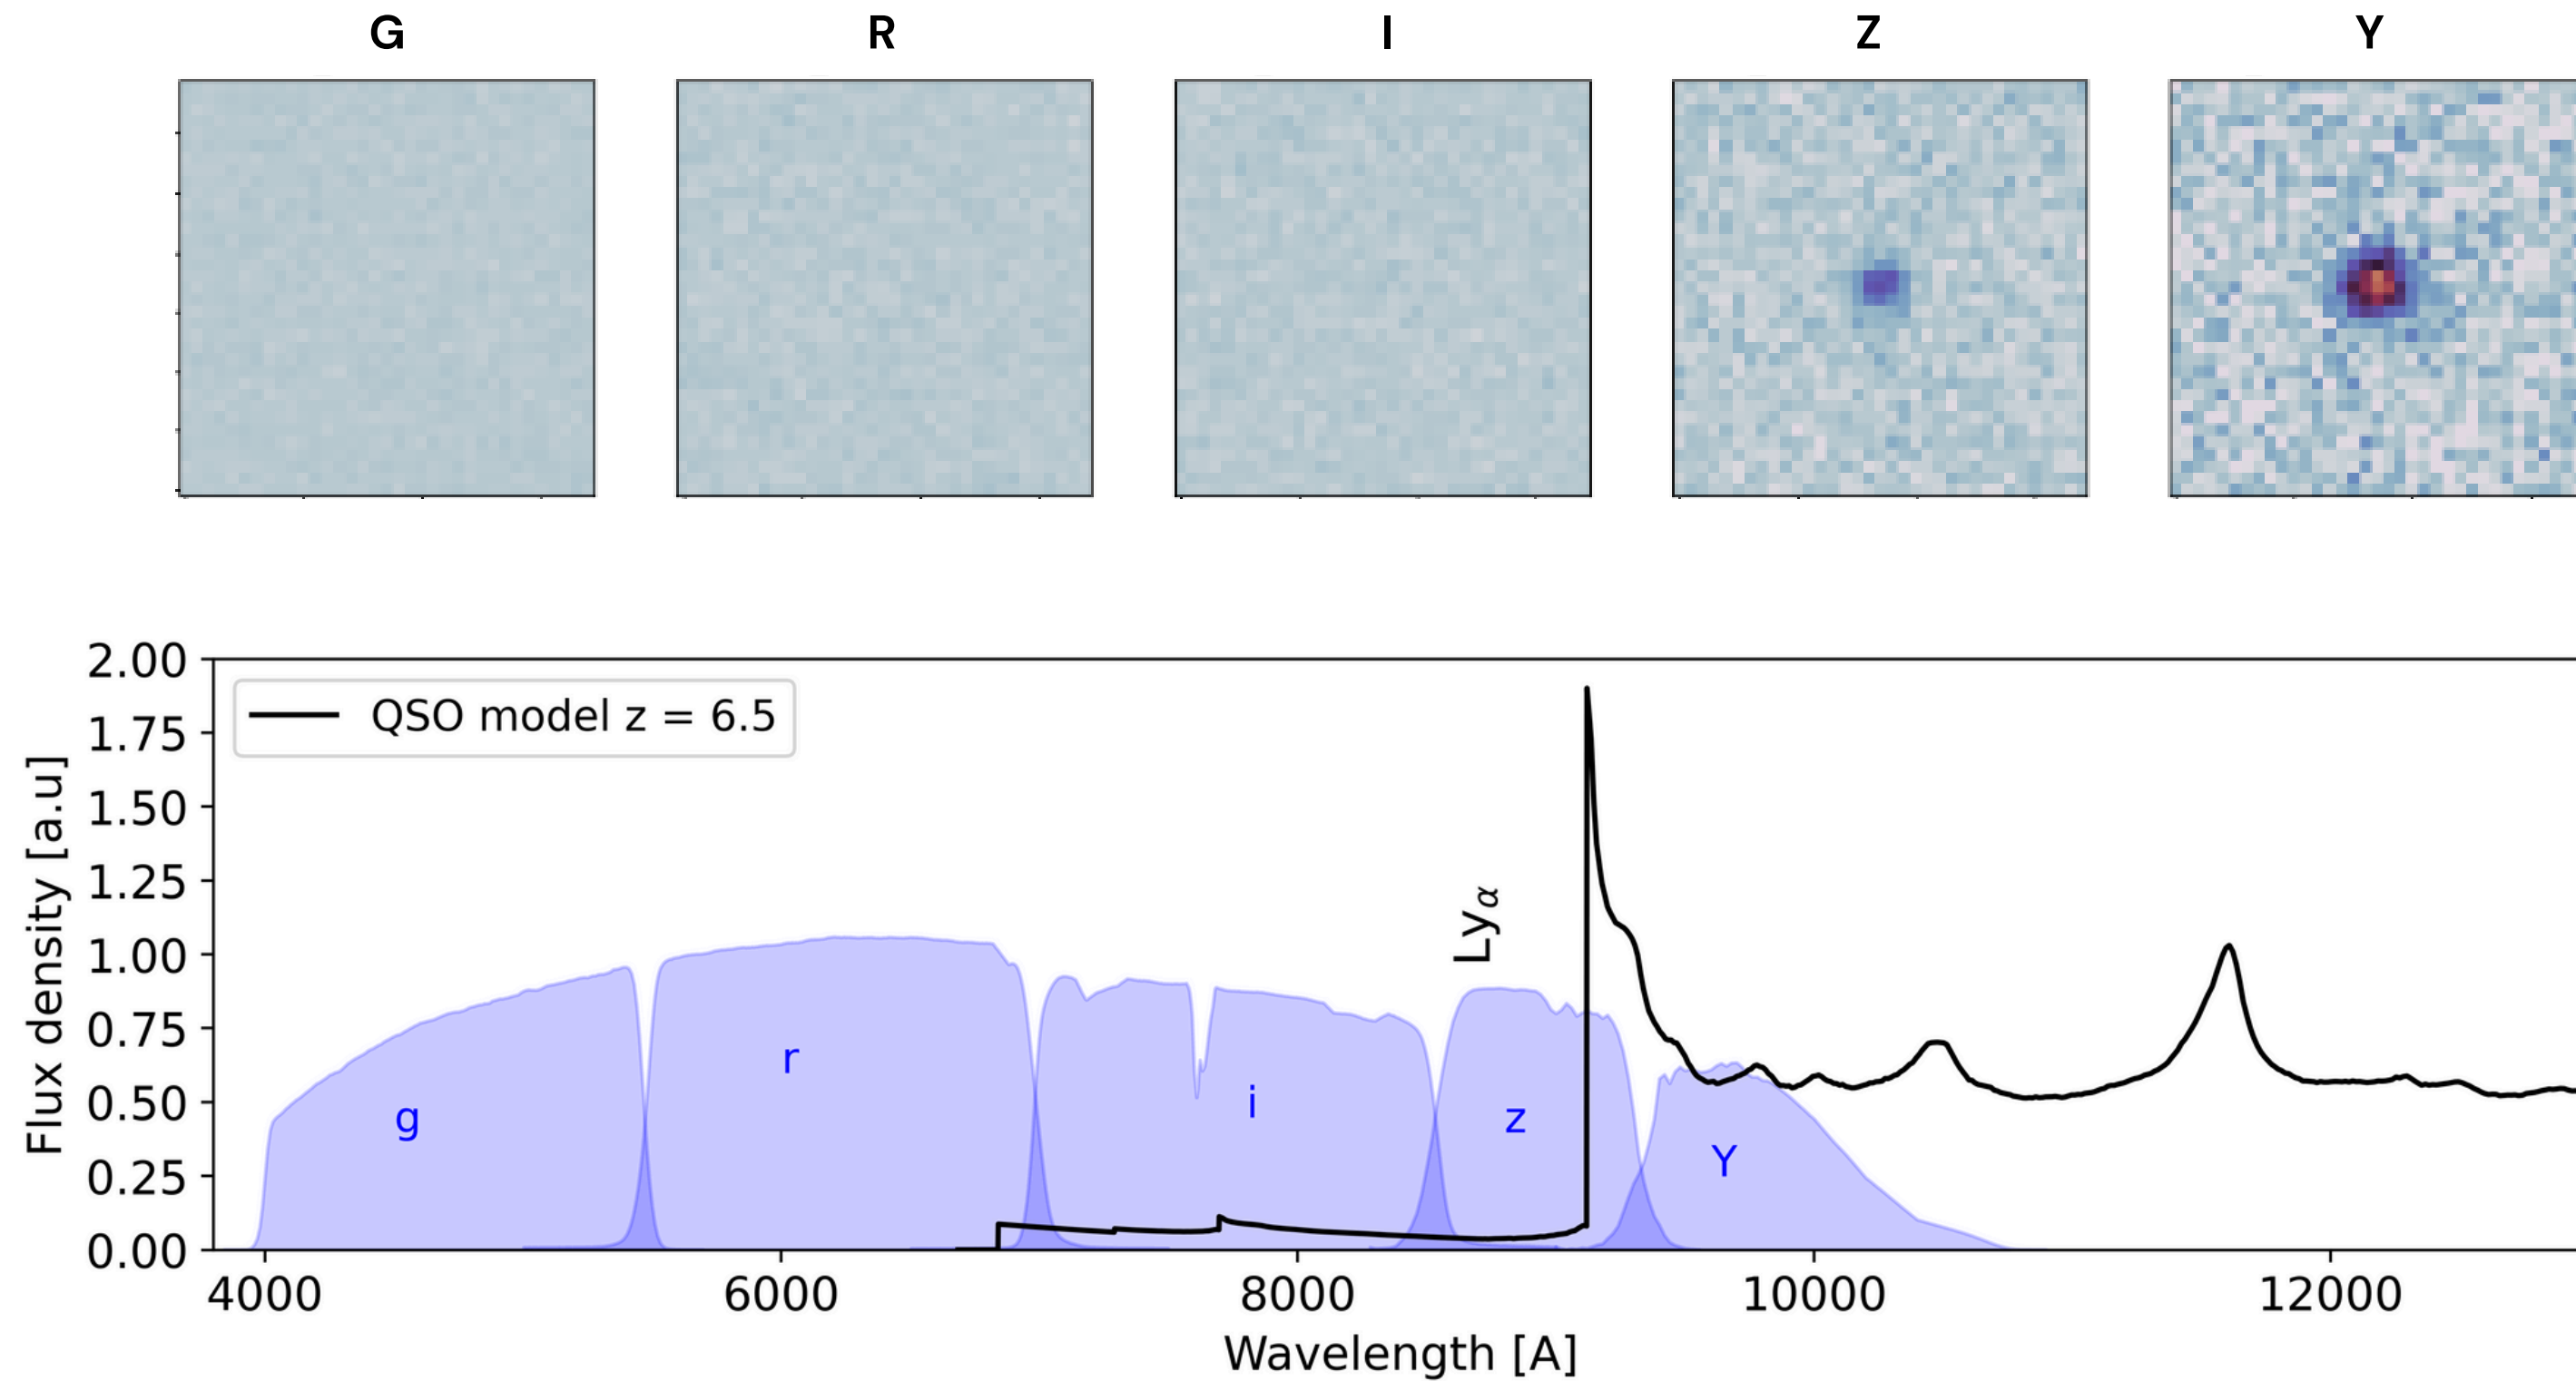 G R I Z Y
2.00
1.75
1.50
1.25
1.00
0.75
0.50
0.25
0.00
Flux density [a.u]
QSO model z = 6.5
Lyα
g
r
i
z
Y
4000 6000 8000 10000 12000
Wavelength [A]